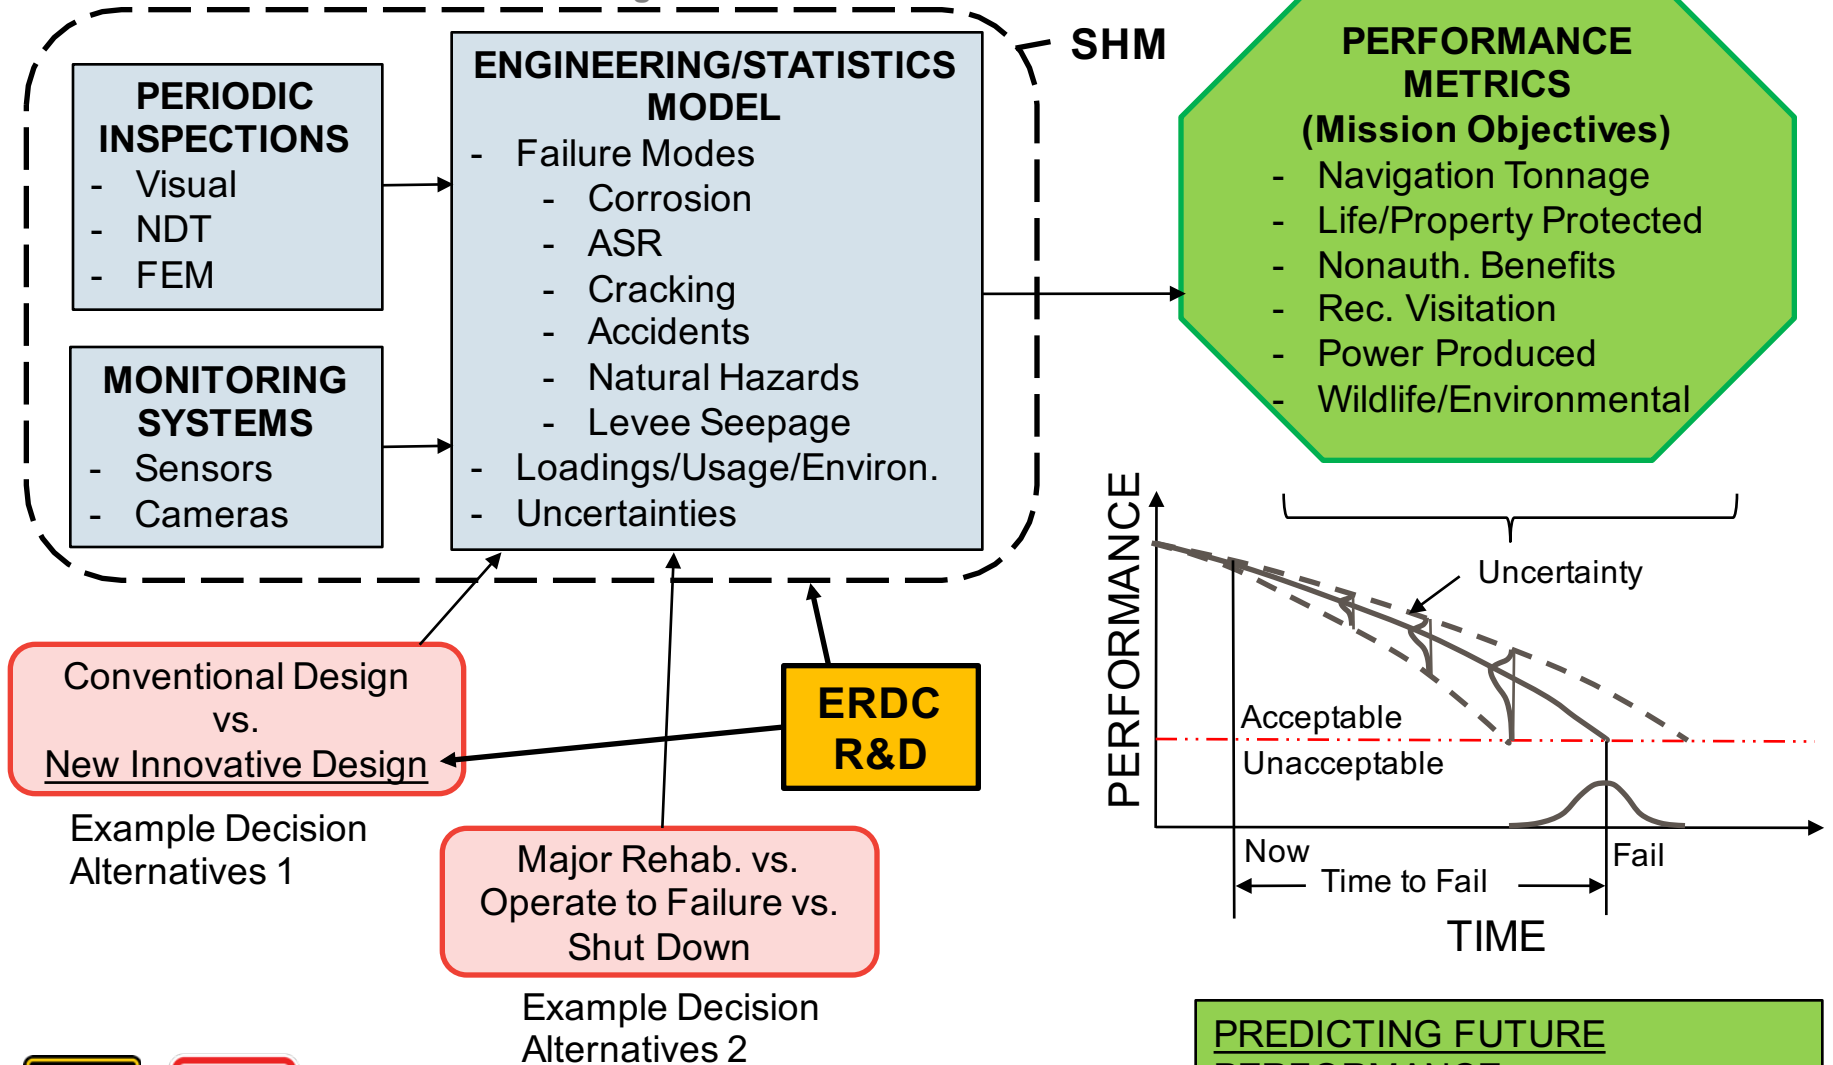 SHM
PERIODIC
INSPECTIONS
- Visual
- NDT
- FEM
MONITORING
SYSTEMS
- Sensors
- Cameras
ENGINEERING/STATISTICS
MODEL
- Failure Modes
- Corrosion
- ASR
- Cracking
- Accidents
- Natural Hazards
- Levee Seepage
- Loadings/Usage/Environ.
- Uncertainties
PERFORMANCE
METRICS
(Mission Objectives)
- Navigation Tonnage
- Life/Property Protected
- Nonauth. Benefits
- Rec. Visitation
- Power Produced
- Wildlife/Environmental
Conventional Design
vs.
New Innovative Design
Example Decision
Alternatives 1
ERDC
R&D
Major Rehab. vs.
Operate to Failure vs.
Shut Down
Example Decision
Alternatives 2
PERFORMANCE
Uncertainty
Acceptable
Unacceptable
Now
Fail
Time to Fail
TIME
PREDICTING FUTURE
PERFORMANCE